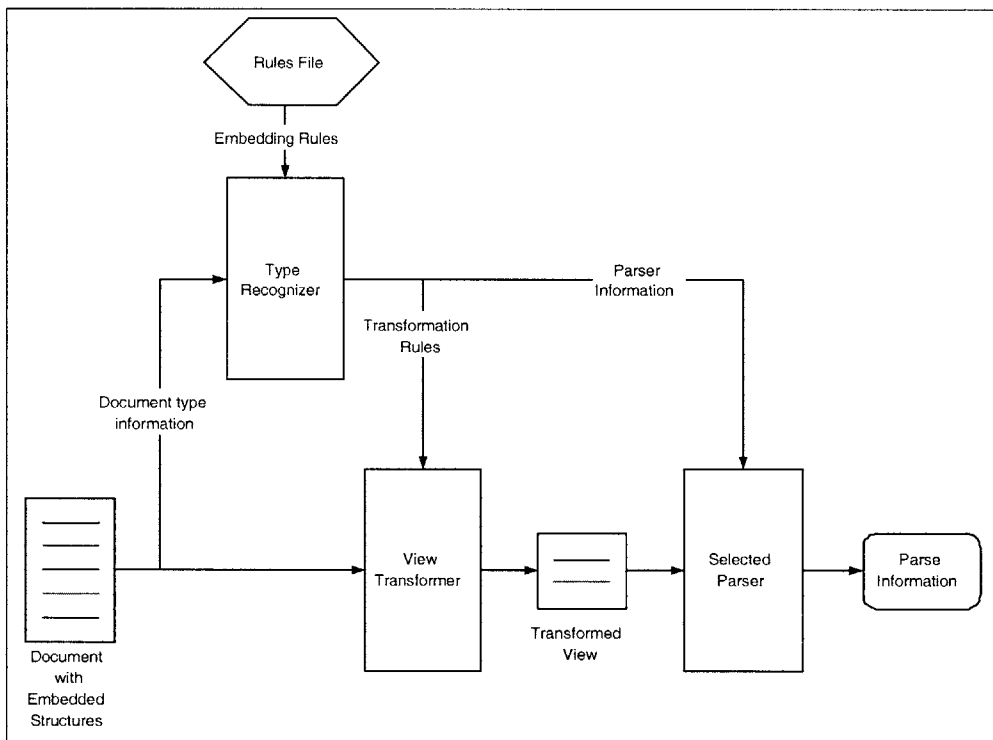 Rules File
Embedding Rules
Type
Recognizer
Parser
Information
Transformation
Rules
Document type
information
View
Transformer
Selected
Parser
Parse
Information
Transformed
View
Document
with
Embedded
Structures